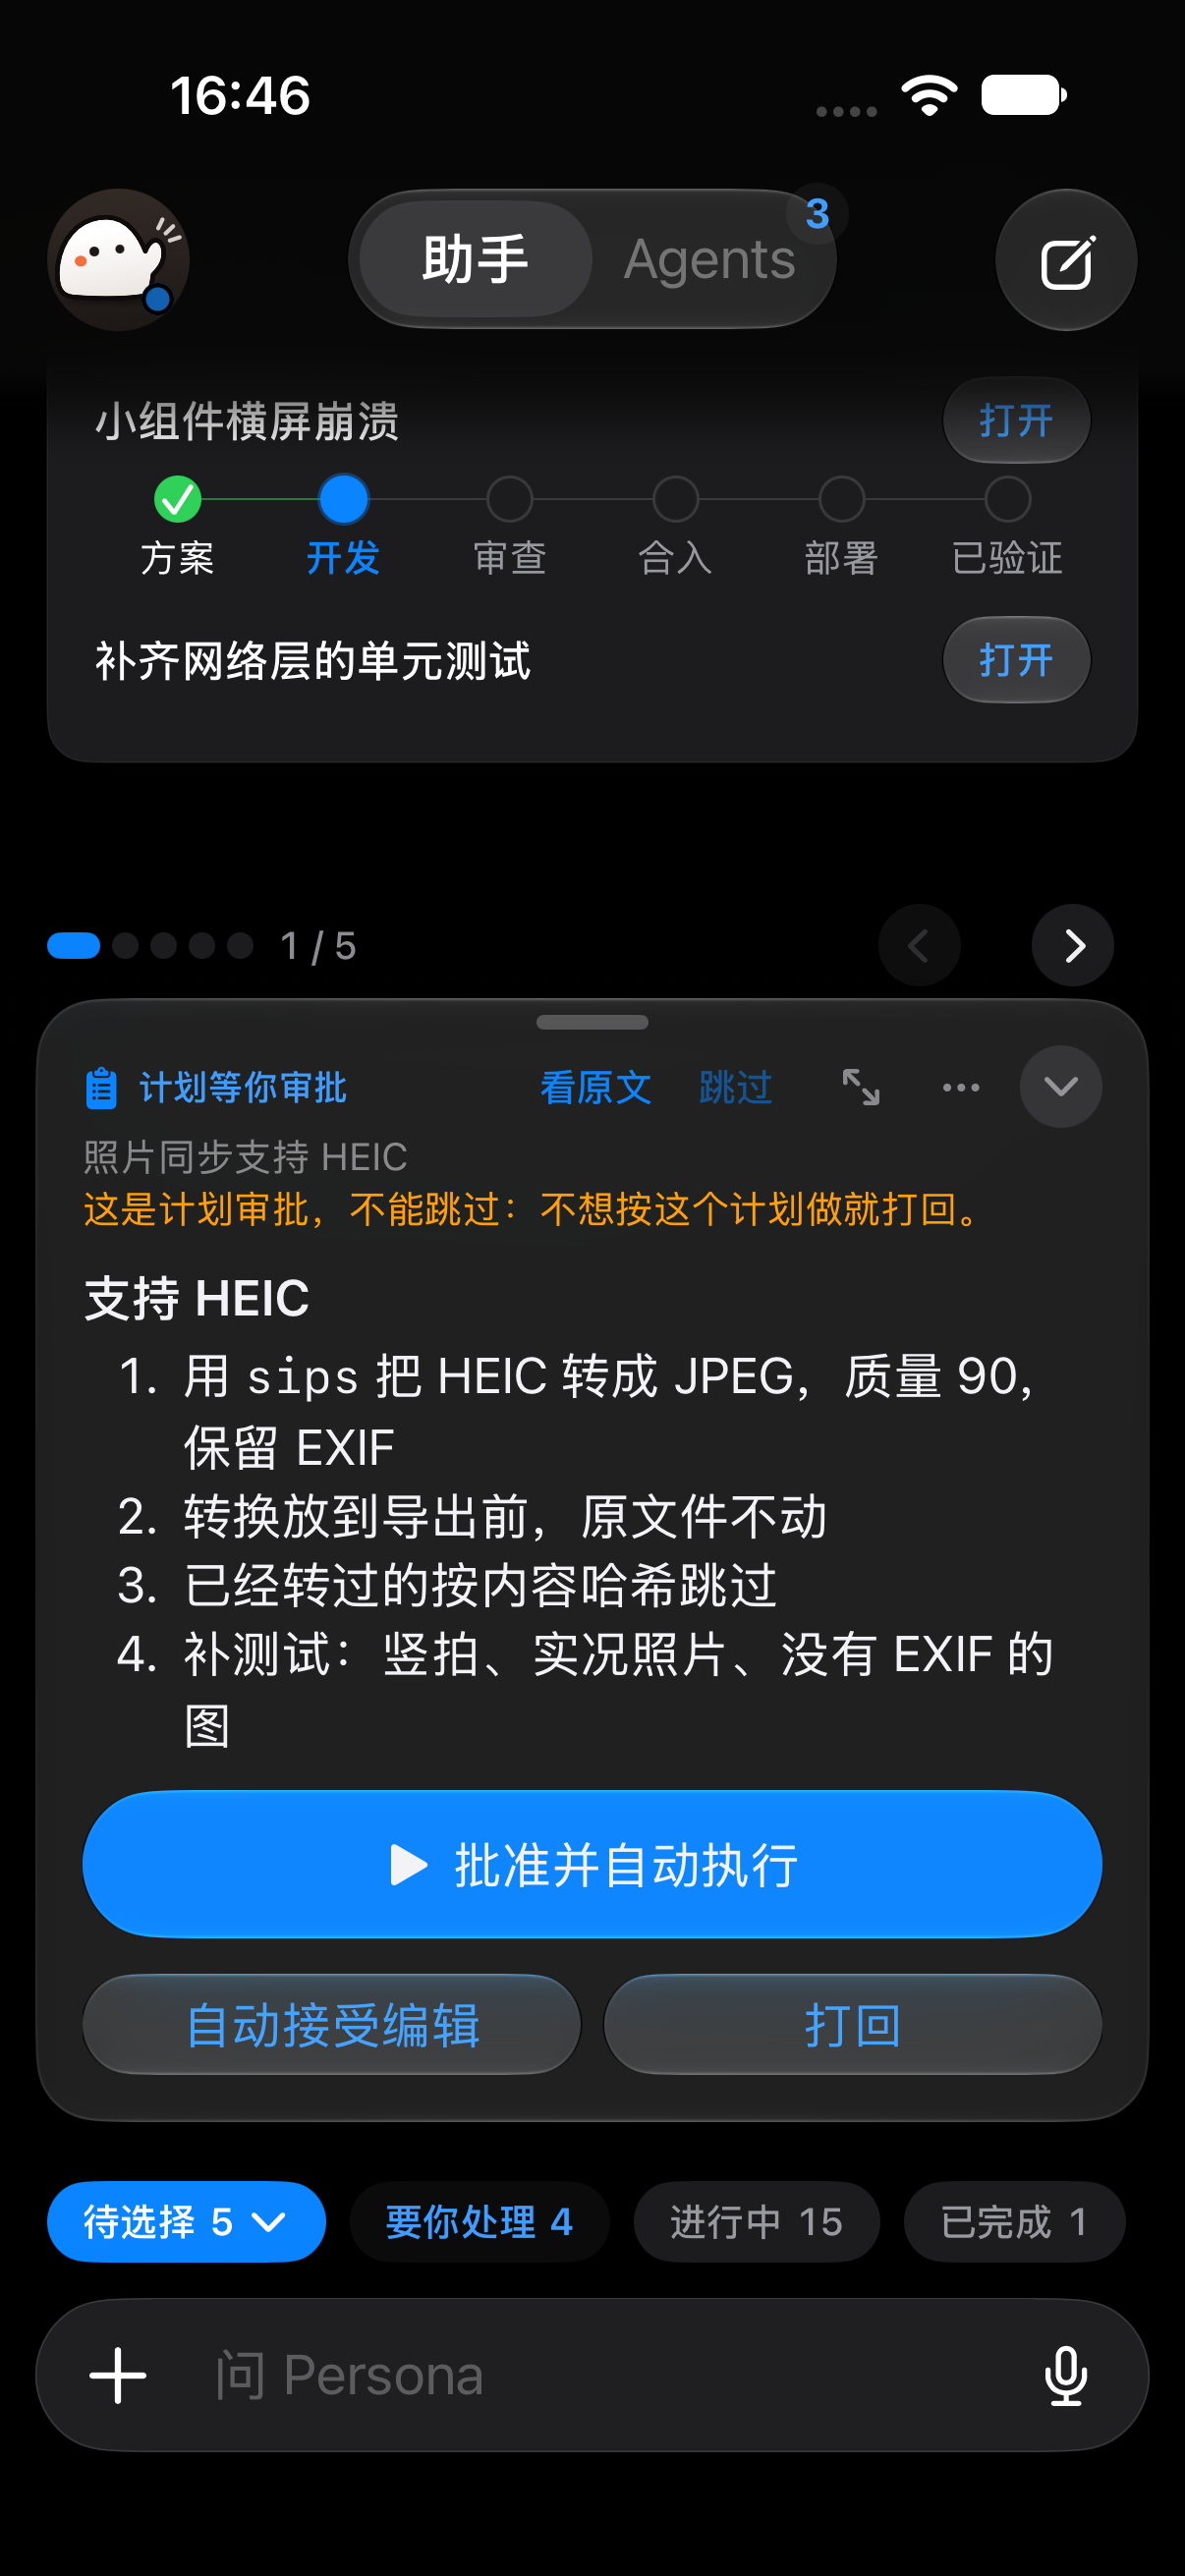 16:46
助手
Agents
3
小组件横屏崩溃
打开
方案
开发
审查
合入
部署
已验证
补齐网络层的单元测试
打开
1 / 5
计划等你审批
看原文
跳过
照片同步支持 HEIC
这是计划审批，不能跳过：不想按这个计划做就打回。
支持 HEIC
1. 用 sips 把 HEIC 转成 JPEG，质量 90，
保留 EXIF
2. 转换放到导出前，原文件不动
3. 已经转过的按内容哈希跳过
4. 补测试：竖拍、实况照片、没有 EXIF 的
图
批准并自动执行
自动接受编辑
打回
待选择 5
要你处理 4
进行中 15
已完成 1
问 Persona